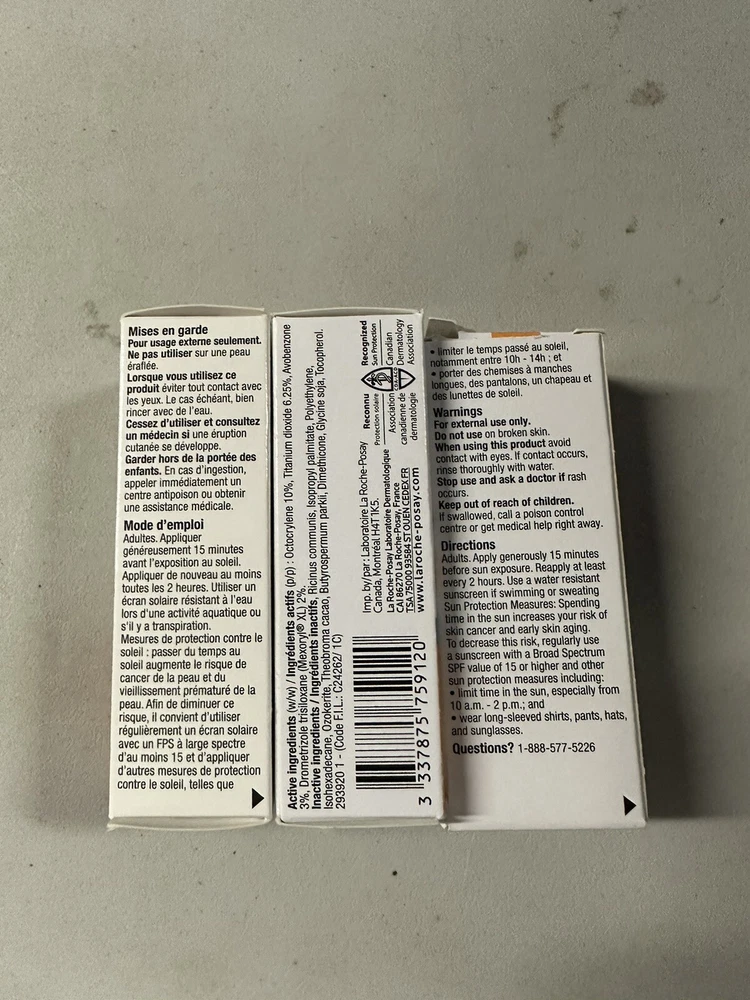 Mises en garde
Pour usage externe seulement.
Ne pas utiliser sur une peau
éraflée.
Lorsque vous utilisez ce
produit éviter tout contact avec
les yeux. Le cas échéant, bien
rincer avec de l'eau.
Cessez d'utiliser et consultez
un médecin si une éruption
cutanée se développe.
Garder hors de la portée des
enfants. En cas d'ingestion,
appeler immédiatement un
centre antipoison ou obtenir
une assistance médicale.
Mode d'emploi
Adultes. Appliquer
généreusement 15 minutes
avant l'exposition au soleil.
Appliquer de nouveau au moins
toutes les 2 heures. Utiliser un
écran solaire résistant à l'eau
lors d'une activité aquatique ou
s'il y a transpiration.
Mesures de protection contre le
soleil : passer du temps au
soleil augmente le risque de
cancer de la peau et du
vieillissement prématuré de la
peau. Afin de diminuer ce
risque, il convient d'utiliser
régulièrement un écran solaire
avec un FPS à large spectre
d'au moins 15 et d'appliquer
d'autres mesures de protection
contre le soleil, telles que
Active ingredients (w/w) / Ingrédients actifs (p/p) : Octocrylene 10%, Titanium dioxide 6.25%, Avobenzone
3%, Drometrizole trisiloxane (Mexoryl® XL) 2%.
Inactive ingredients / Ingrédients inactifs, Ricinus communis, Isopropyl palmitate, Polyethylene,
Isohexadecane, Ozokerite, Theobroma cacao, Butyrospermum parkii, Dimethicone, Glycine soja, Tocopherol.
293920 1 - (Code F.I.L.: C24262/ 1C)
Imp. by/par : Laboratoire La Roche-Posay
Canada, Montréal H4T 1K5.
La Roche-Posay Laboratoire Dermatologique
CAI 86270 La Roche-Posay, France
TSA 75000 93584 ST OUEN CEDEX FR
www.laroche-posay.com
Reconnu
Protection solaire
Association
canadienne de
dermatologie
CDA·ACD
Recognized
Sun Protection
Canadian
Dermatology
Association
3 337875 759120
• limiter le temps passé au soleil,
notamment entre 10h - 14h ; et
• porter des chemises à manches
longues, des pantalons, un chapeau et
des lunettes de soleil.
Warnings
For external use only.
Do not use on broken skin.
When using this product avoid
contact with eyes. If contact occurs,
rinse thoroughly with water.
Stop use and ask a doctor if rash
occurs.
Keep out of reach of children.
If swallowed, call a poison control
centre or get medical help right away.
Directions
Adults. Apply generously 15 minutes
before sun exposure. Reapply at least
every 2 hours. Use a water resistant
sunscreen if swimming or sweating
Sun Protection Measures: Spending
time in the sun increases your risk of
skin cancer and early skin aging.
To decrease this risk, regularly use
a sunscreen with a Broad Spectrum
SPF value of 15 or higher and other
sun protection measures including:
• limit time in the sun, especially from
10 a.m. - 2 p.m.; and
• wear long-sleeved shirts, pants, hats,
and sunglasses.
Questions? 1-888-577-5226